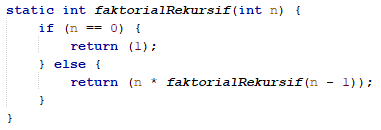 static int faktorialRekursif(int n) {
    if (n == 0) {
        return (1);
    } else {
        return (n * faktorialRekursif(n - 1));
    }
}